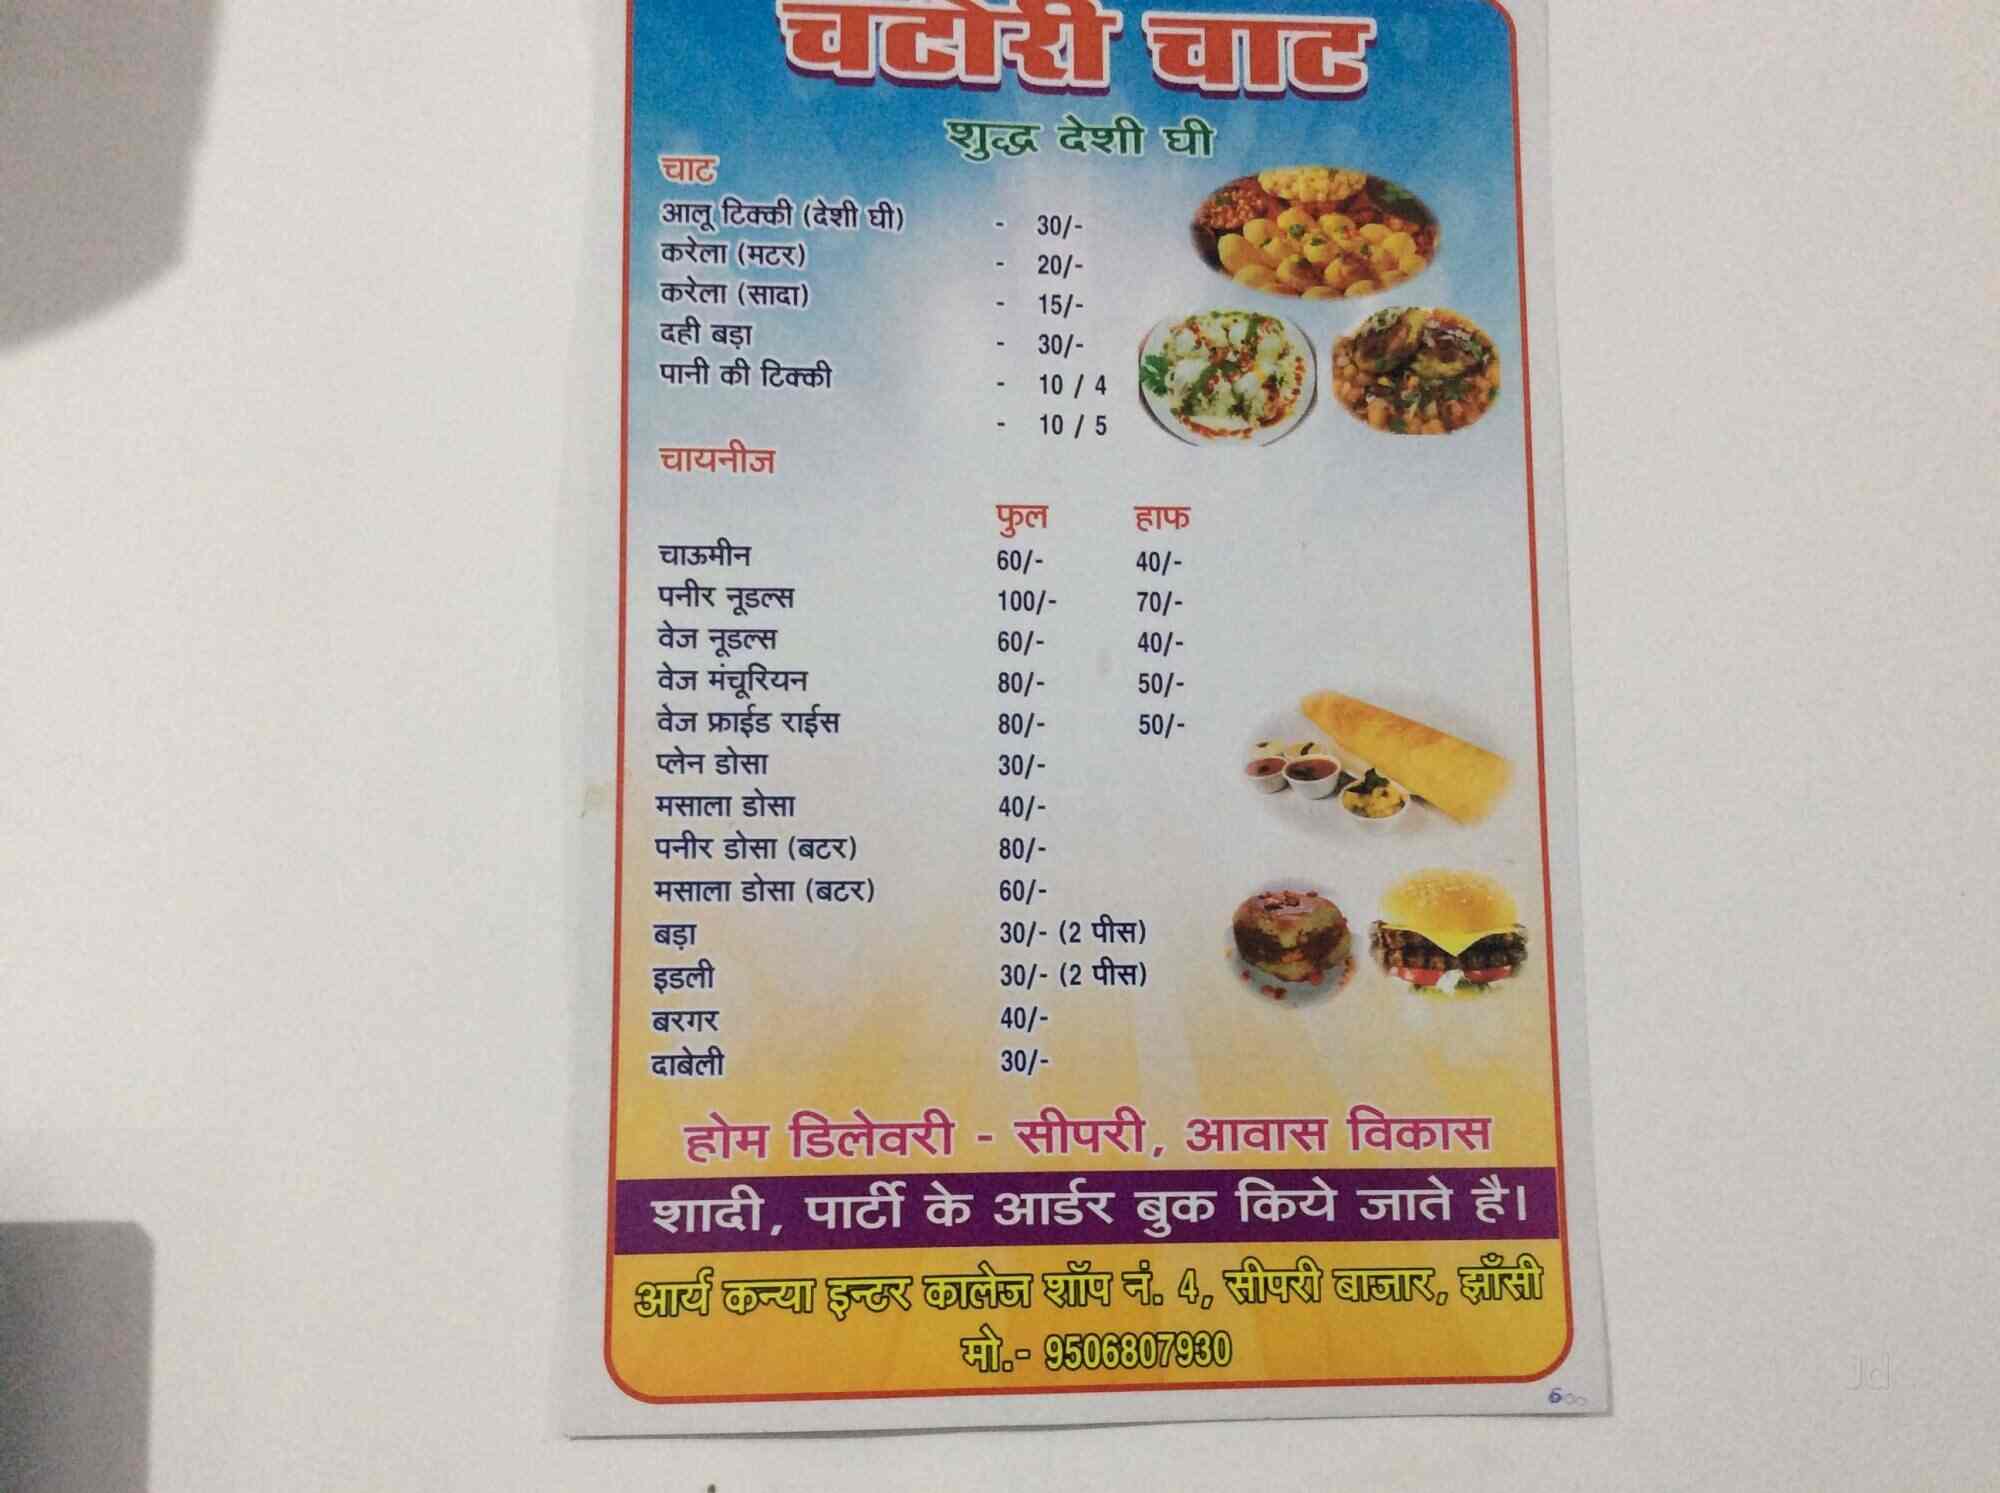 चटोरी चाट
शुद्ध देशी घी
चाट
आलू टिक्की (देशी घी) - 30/-
करेला (मटर) - 20/-
करेला (सादा) - 15/-
दही बड़ा - 30/-
पानी की टिक्की - 10 / 4
- 10 / 5
चायनीज
फुल हाफ
चाऊमीन 60/- 40/-
पनीर नूडल्स 100/- 70/-
वेज नूडल्स 60/- 40/-
वेज मंचूरियन 80/- 50/-
वेज फ्राईड राईस 80/- 50/-
प्लेन डोसा 30/-
मसाला डोसा 40/-
पनीर डोसा (बटर) 80/-
मसाला डोसा (बटर) 60/-
बड़ा 30/- (2 पीस)
इडली 30/- (2 पीस)
बरगर 40/-
दाबेली 30/-
होम डिलेवरी - सीपरी, आवास विकास
शादी, पार्टी के आर्डर बुक किये जाते है।
आर्य कन्या इन्टर कालेज शॉप नं. 4, सीपरी बाजार, झाँसी
मो.- 9506807930
Jd